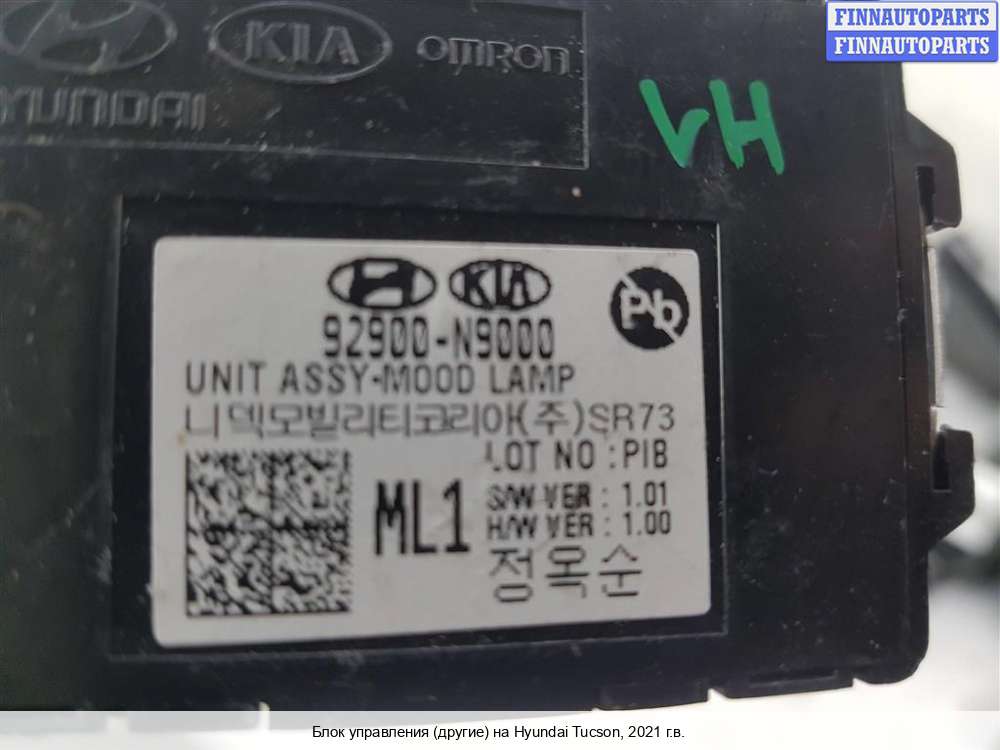 FINNAUTOPARTS
FINNAUTOPARTS
KIA OMRON
HYUNDAI
KIA
Pb
92900-N9000
UNIT ASSY-MOOD LAMP
니덱모빌리티코리아(주)SR73
LOT NO : PIB
ML1
S/W VER : 1.01
H/W VER : 1.00
정옥순
Блок управления (другие) на Hyundai Tucson, 2021 г.в.